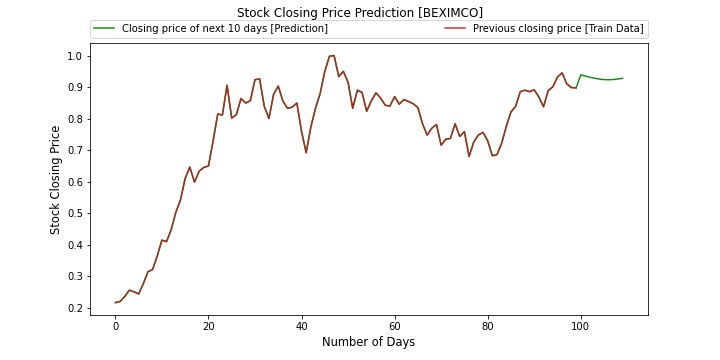 Stock Closing Price Prediction [BEXIMCO]
Closing price of next 10 days [Prediction]
Previous closing price [Train Data]
1.0
0.9
0.8
0.7
0.6
0.5
0.4
0.3
0.2
Stock Closing Price
0 20 40 60 80 100
Number of Days